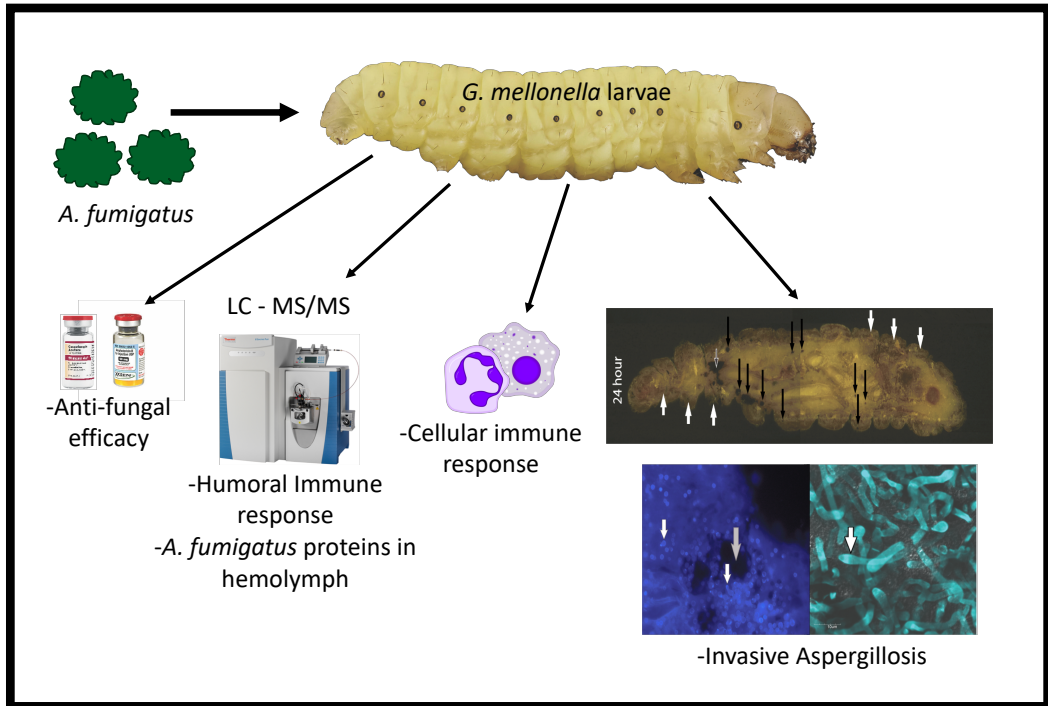 G. mellonella larvae
A. fumigatus
LC - MS/MS
-Anti-fungal
efficacy
-Humoral Immune
response
-A. fumigatus proteins in
hemolymph
-Cellular immune
response
24 hour
-Invasive Aspergillosis